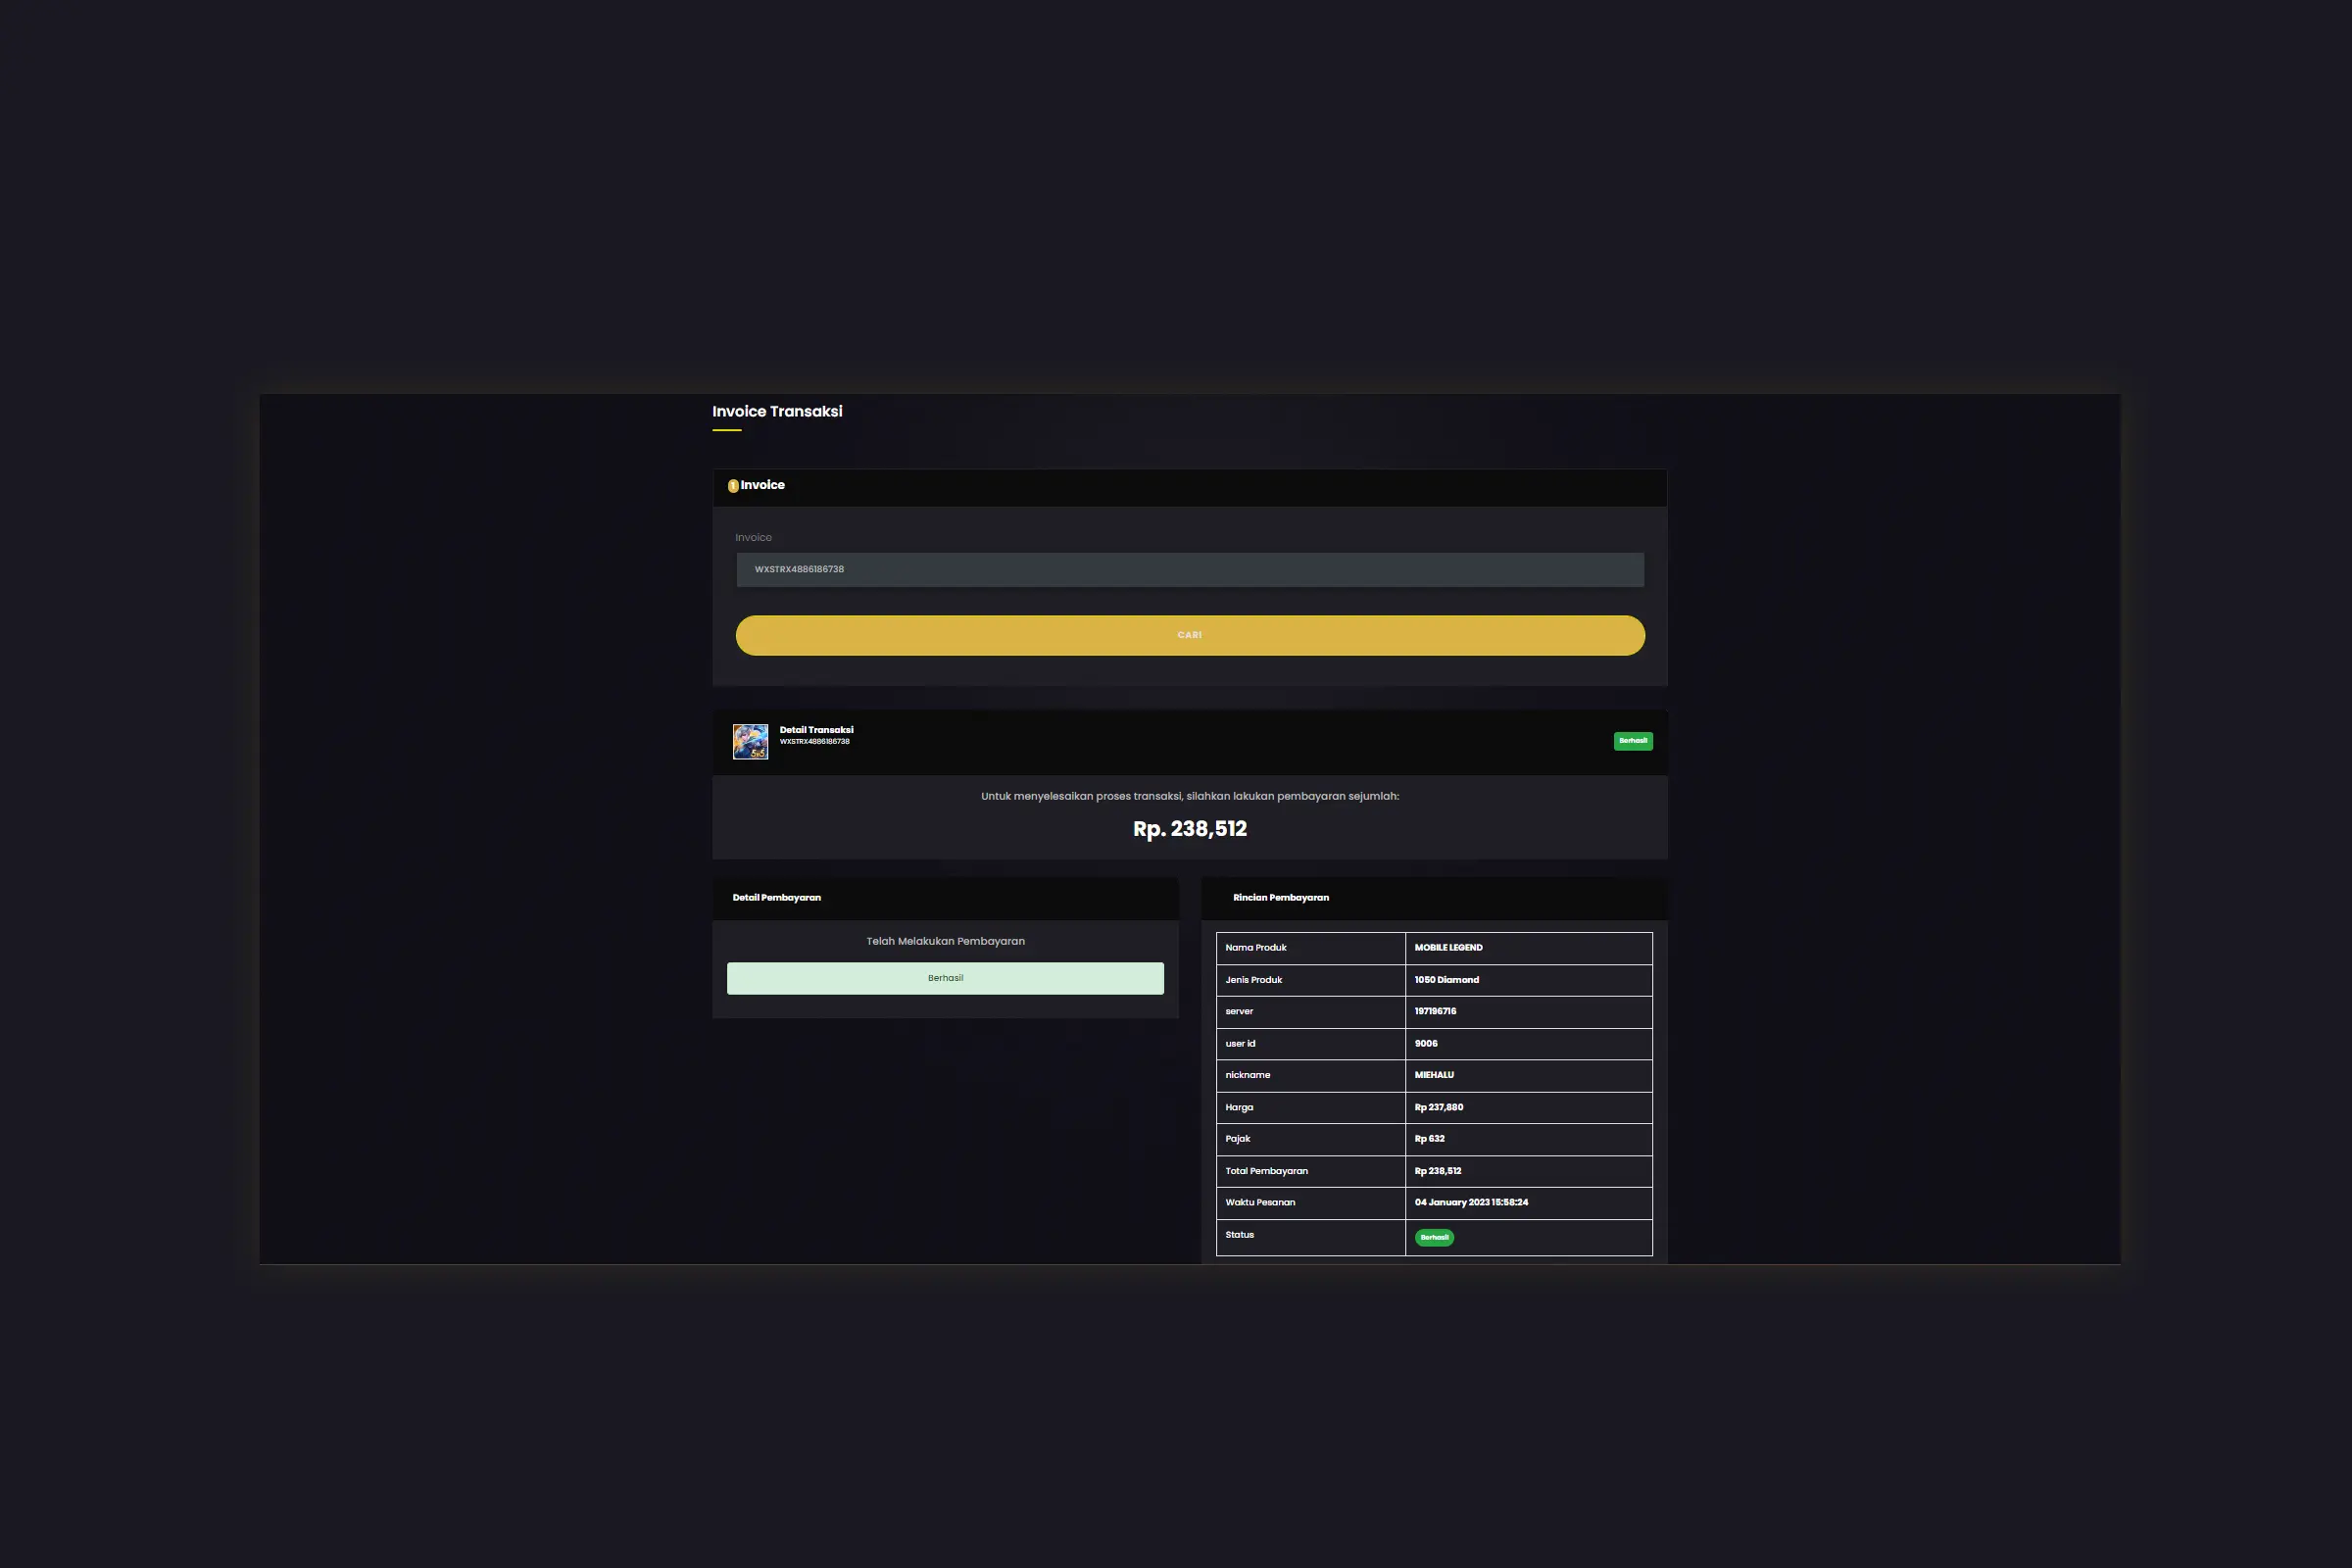 Invoice Transaksi
1 Invoice
Invoice
WXSTRX4886186738
CARI
Detail Transaksi
WXSTRX4886186738
Berhasil
Untuk menyelesaikan proses transaksi, silahkan lakukan pembayaran sejumlah:
Rp. 238,512
Detail Pembayaran
Telah Melakukan Pembayaran
Berhasil
Rincian Pembayaran
Nama Produk MOBILE LEGEND
Jenis Produk 1050 Diamond
server 197196716
user id 9006
nickname MIEHALU
Harga Rp 237,880
Pajak Rp 632
Total Pembayaran Rp 238,512
Waktu Pesanan 04 January 2023 15:58:24
Status Berhasil